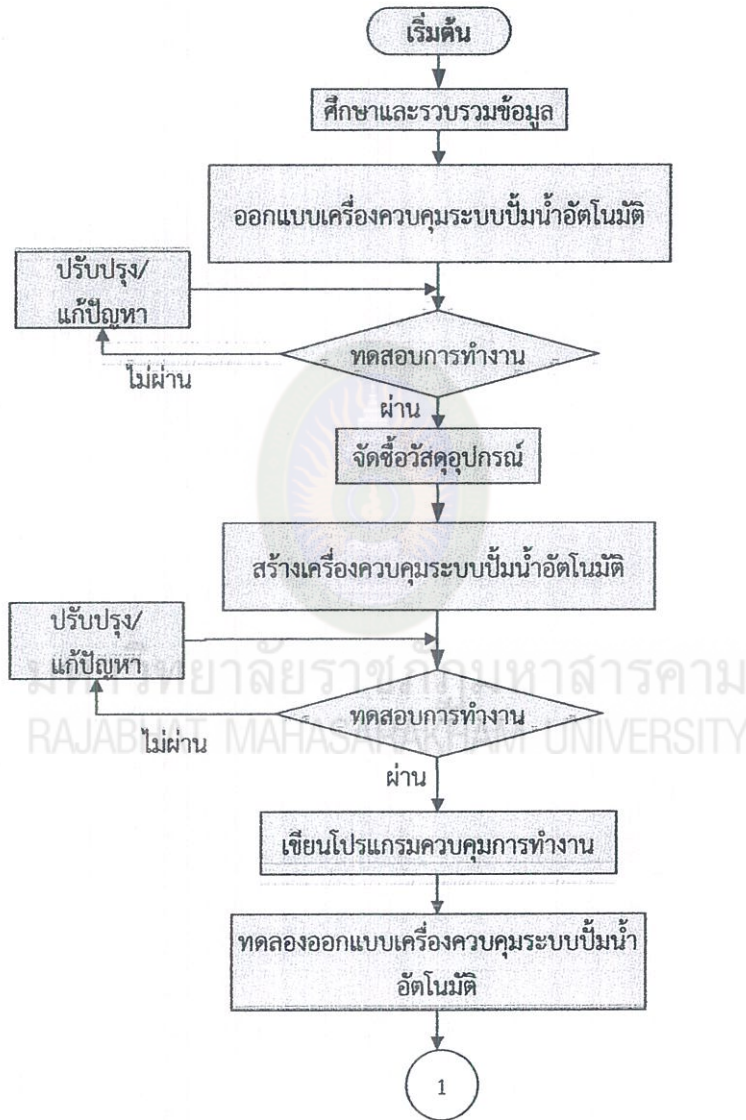 เริ่มต้น
ศึกษาและรวบรวมข้อมูล
ออกแบบเครื่องควบคุมระบบปั้มน้ำอัตโนมัติ
ปรับปรุง/
แก้ปัญหา
ทดสอบการทำงาน
ไม่ผ่าน
ผ่าน
จัดซื้อวัสดุอุปกรณ์
สร้างเครื่องควบคุมระบบปั้มน้ำอัตโนมัติ
ปรับปรุง/
แก้ปัญหา
มหาวิทยาลัยราชภัฏมหาสารคาม
ทดสอบการทำงาน
RAJABHAT MAHASARAKHAM UNIVERSITY
ไม่ผ่าน
ผ่าน
เขียนโปรแกรมควบคุมการทำงาน
ทดลองออกแบบเครื่องควบคุมระบบปั้มน้ำ
อัตโนมัติ
1